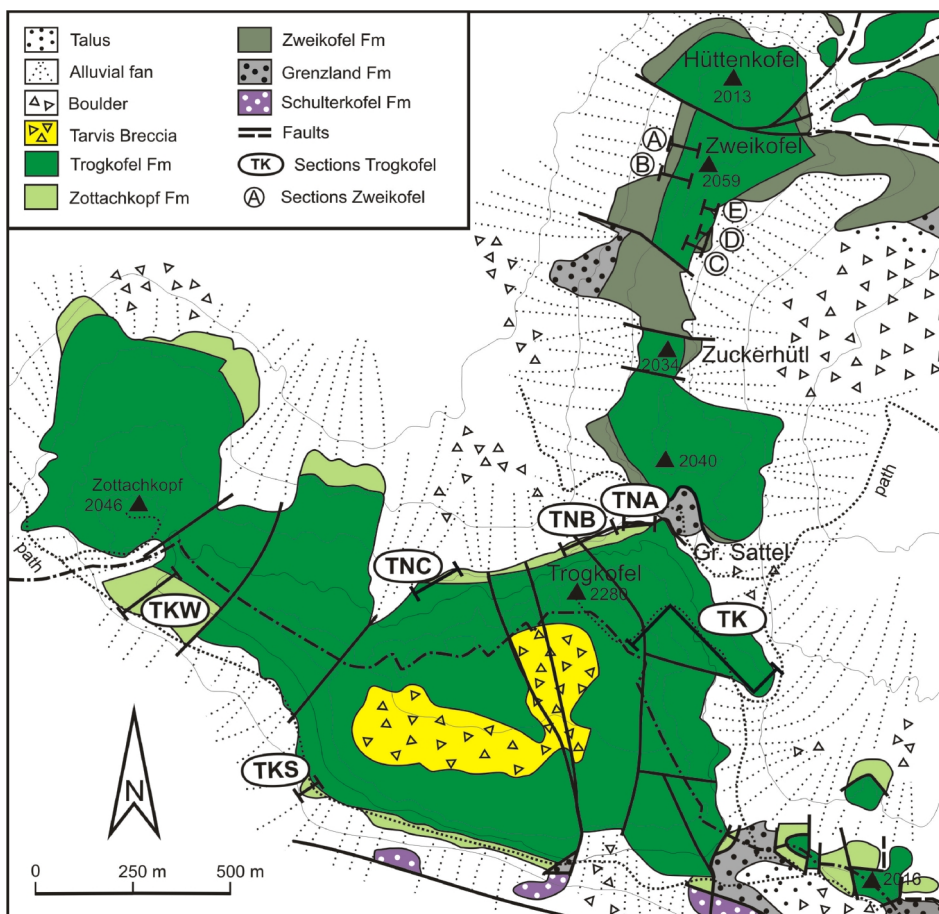 Talus
Alluvial fan
Boulder
Tarvis Breccia
Trogkofel Fm
Zottachkopf Fm
Zweikofel Fm
Grenzland Fm
Schulterkofel Fm
Faults
TK Sections Trogkofel
A Sections Zweikofel
Hüttenkofel
2013
A
Zweikofel
B
2059
E
D
C
Zuckerhütl
2034
2040
path
Zottachkopf
2046
TNA
TNB
Gr. Sattel
path
TNC
Trogkofel
2280
TKW
TK
TKS
N
0 250 m 500 m
2016